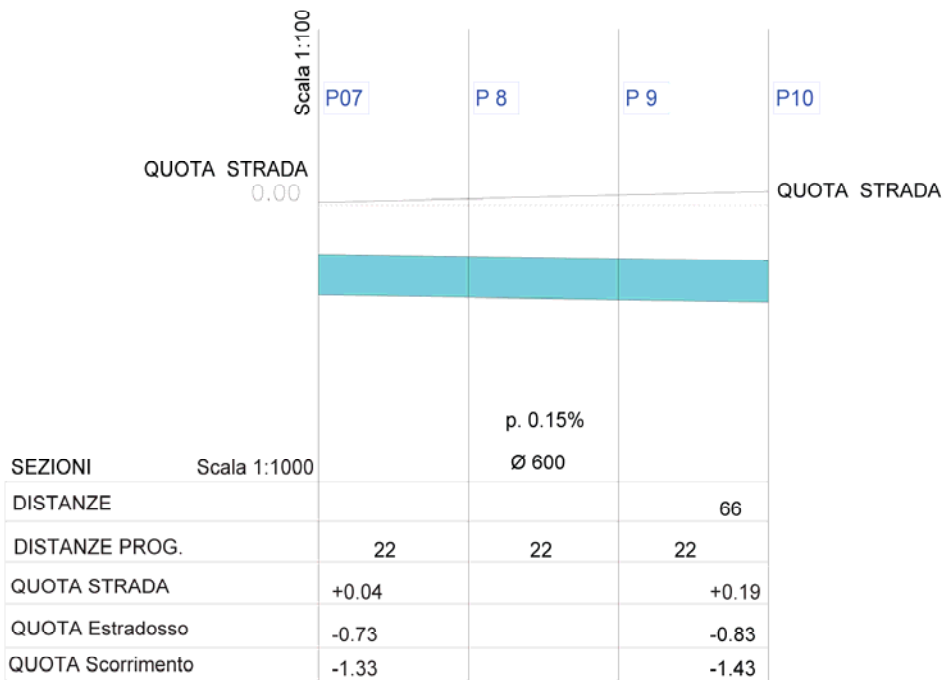 Scala 1:100
P07 P 8 P 9 P10
QUOTA STRADA
0.00
QUOTA STRADA
p. 0.15%
SEZIONI Scala 1:1000 Ø 600
DISTANZE 66
DISTANZE PROG. 22 22 22
QUOTA STRADA +0.04 +0.19
QUOTA Estradosso -0.73 -0.83
QUOTA Scorrimento -1.33 -1.43